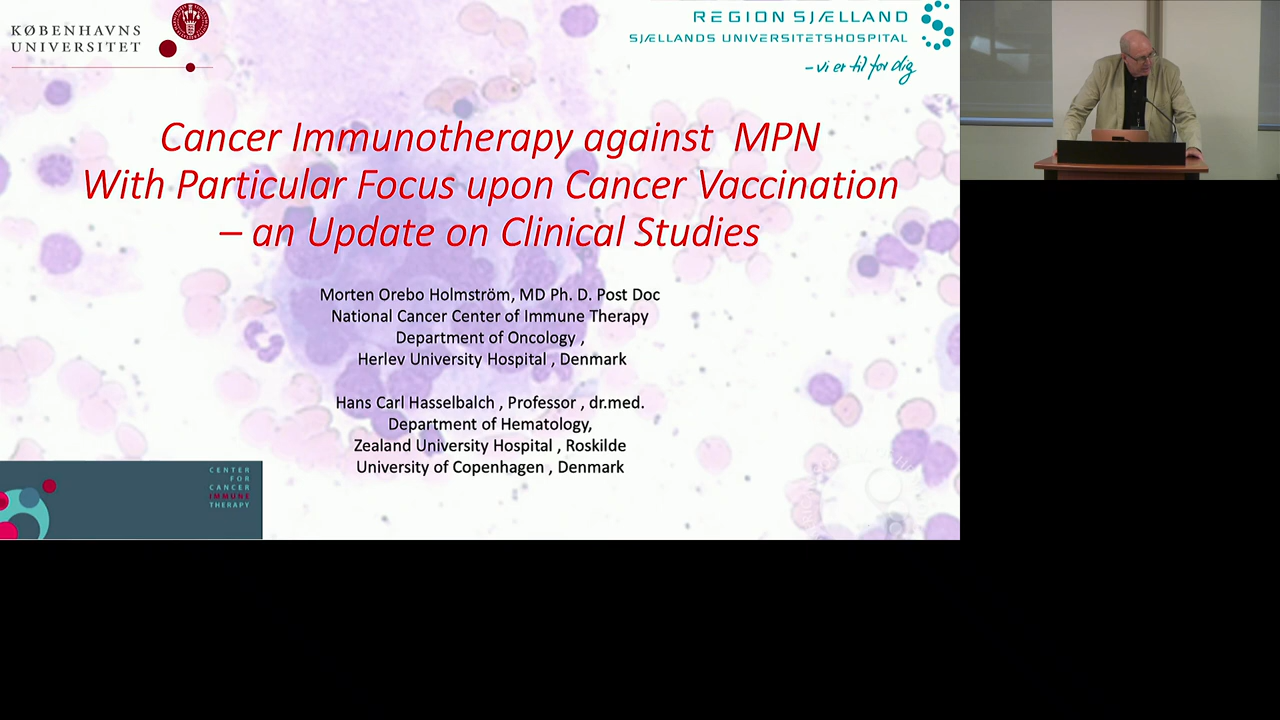 KØBENHAVNS
UNIVERSITET
REGION SJÆLLAND
SJÆLLANDS UNIVERSITETSHOSPITAL
– vi er til for dig
Cancer Immunotherapy against MPN
With Particular Focus upon Cancer Vaccination
– an Update on Clinical Studies
Morten Orebo Holmström, MD Ph. D. Post Doc
National Cancer Center of Immune Therapy
Department of Oncology ,
Herlev University Hospital , Denmark
Hans Carl Hasselbalch , Professor , dr.med.
Department of Hematology,
Zealand University Hospital , Roskilde
University of Copenhagen , Denmark
CENTER
FOR
CANCER
IMMUNE
THERAPY